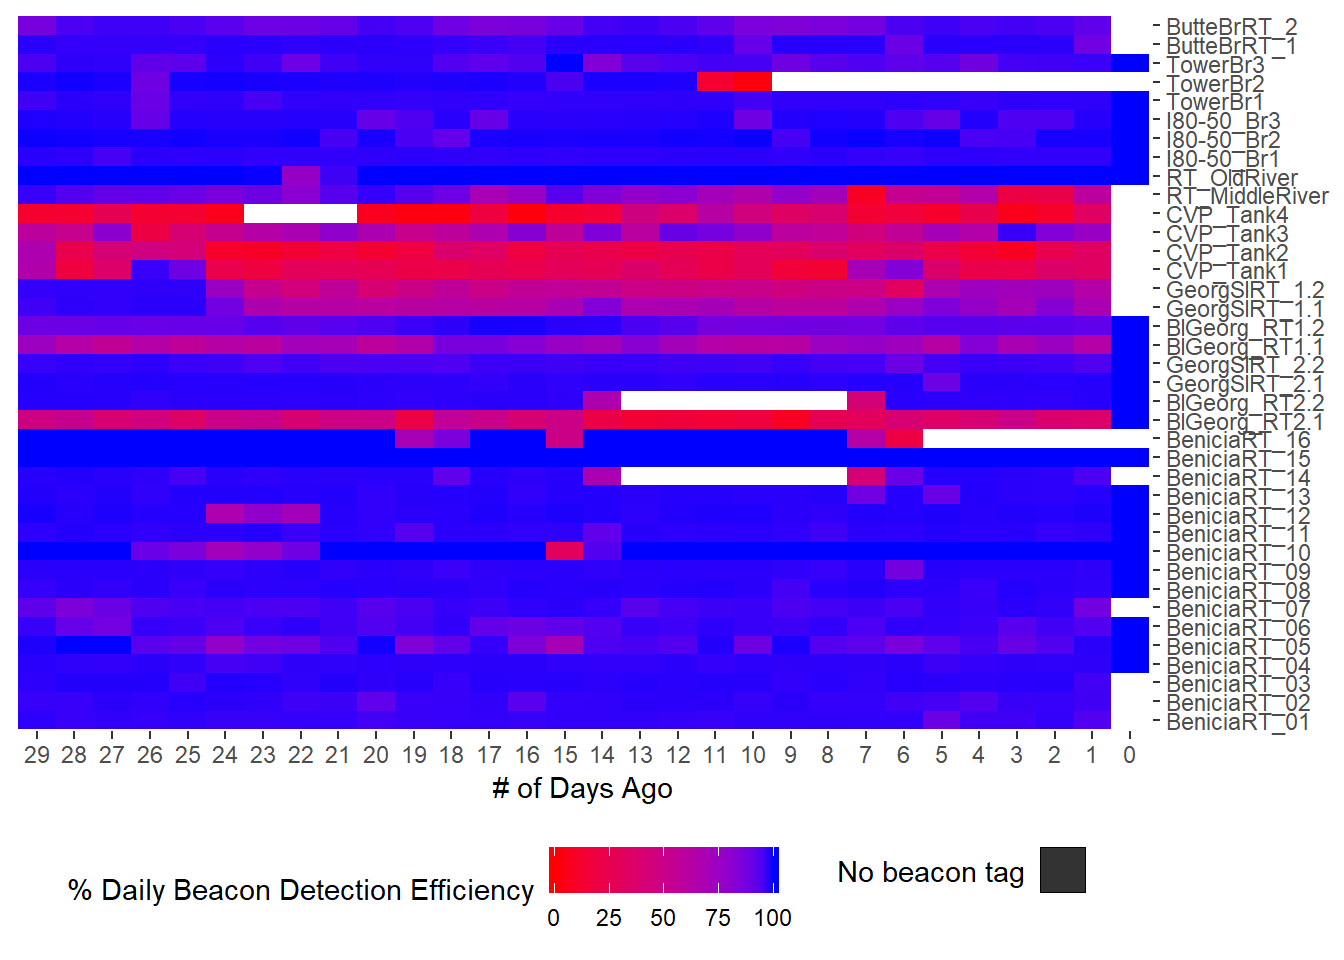 ButteBrRT_2
ButteBrRT_1
TowerBr3
TowerBr2
TowerBr1
I80-50_Br3
I80-50_Br2
I80-50_Br1
RT_OldRiver
RT_MiddleRiver
CVP_Tank4
CVP_Tank3
CVP_Tank2
CVP_Tank1
GeorgSlRT_1.2
GeorgSlRT_1.1
BlGeorg_RT1.2
BlGeorg_RT1.1
GeorgSlRT_2.2
GeorgSlRT_2.1
BlGeorg_RT2.2
BlGeorg_RT2.1
BeniciaRT_16
BeniciaRT_15
BeniciaRT_14
BeniciaRT_13
BeniciaRT_12
BeniciaRT_11
BeniciaRT_10
BeniciaRT_09
BeniciaRT_08
BeniciaRT_07
BeniciaRT_06
BeniciaRT_05
BeniciaRT_04
BeniciaRT_03
BeniciaRT_02
BeniciaRT_01
29 28 27 26 25 24 23 22 21 20 19 18 17 16 15 14 13 12 11 10 9 8 7 6 5 4 3 2 1 0
# of Days Ago
% Daily Beacon Detection Efficiency
0 25 50 75 100
No beacon tag